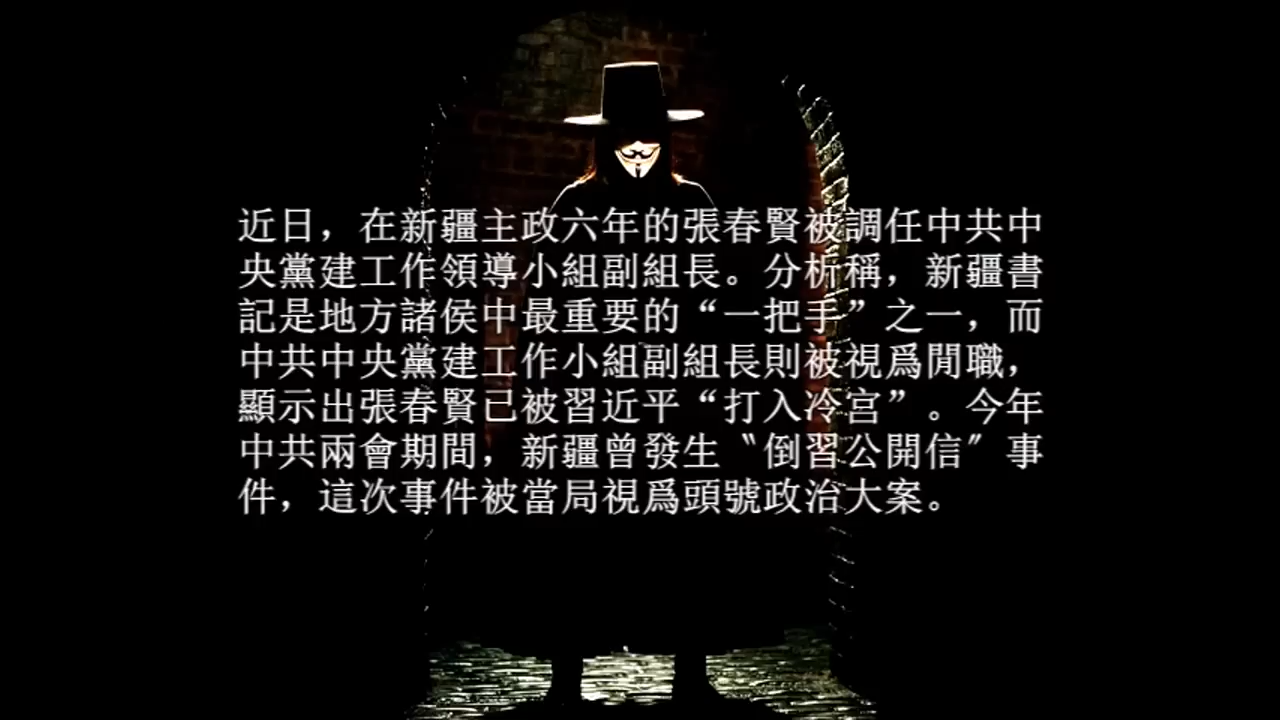 近日，在新疆主政六年的張春賢被調任中共中
央黨建工作領導小組副組長。分析稱，新疆書
記是地方諸侯中最重要的“一把手”之一，而
中共中央黨建工作小組副組長則被視爲閒職，
顯示出張春賢已被習近平“打入冷宫”。今年
中共兩會期間，新疆曾發生〝倒習公開信〞事
件，這次事件被當局視爲頭號政治大案。